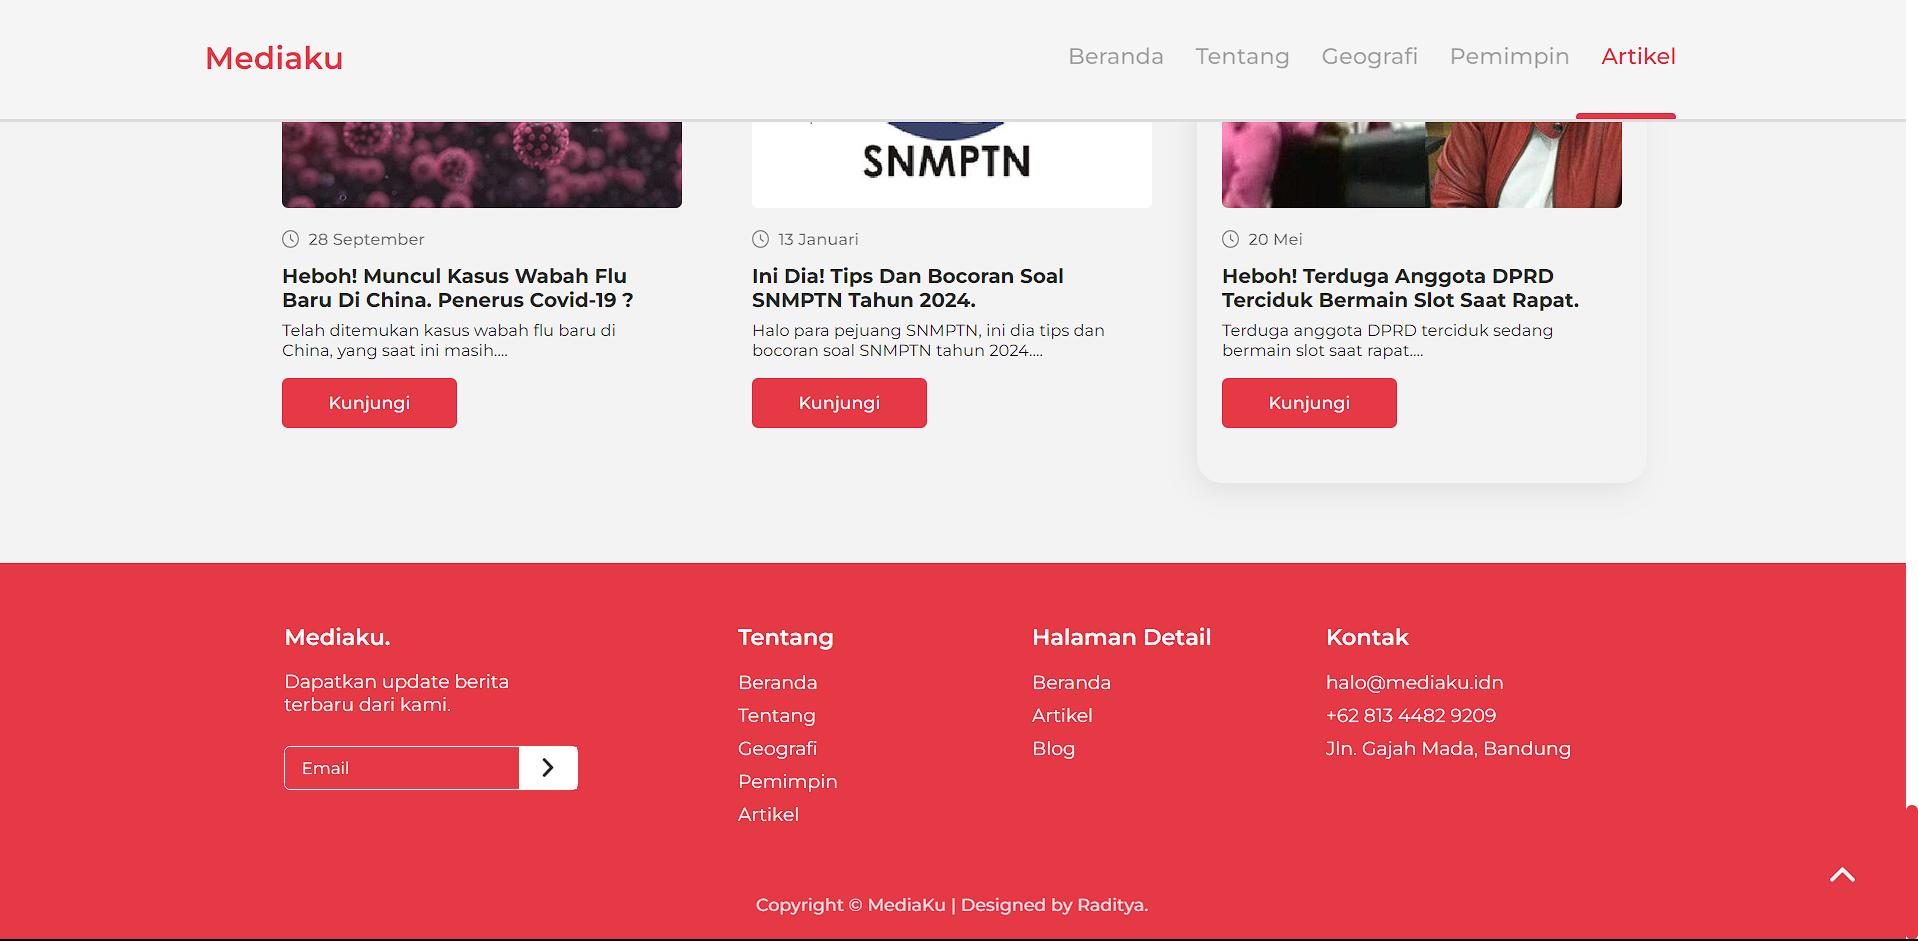 Mediaku
Beranda
Tentang
Geografi
Pemimpin
Artikel
SNMPTN
28 September
Heboh! Muncul Kasus Wabah Flu
Baru Di China. Penerus Covid-19 ?
Telah ditemukan kasus wabah flu baru di
China, yang saat ini masih....
Kunjungi
13 Januari
Ini Dia! Tips Dan Bocoran Soal
SNMPTN Tahun 2024.
Halo para pejuang SNMPTN, ini dia tips dan
bocoran soal SNMPTN tahun 2024....
Kunjungi
20 Mei
Heboh! Terduga Anggota DPRD
Terciduk Bermain Slot Saat Rapat.
Terduga anggota DPRD terciduk sedang
bermain slot saat rapat....
Kunjungi
Mediaku.
Dapatkan update berita
terbaru dari kami.
Email
Tentang
Beranda
Tentang
Geografi
Pemimpin
Artikel
Halaman Detail
Beranda
Artikel
Blog
Kontak
halo@mediaku.idn
+62 813 4482 9209
Jln. Gajah Mada, Bandung
Copyright © MediaKu | Designed by Raditya.